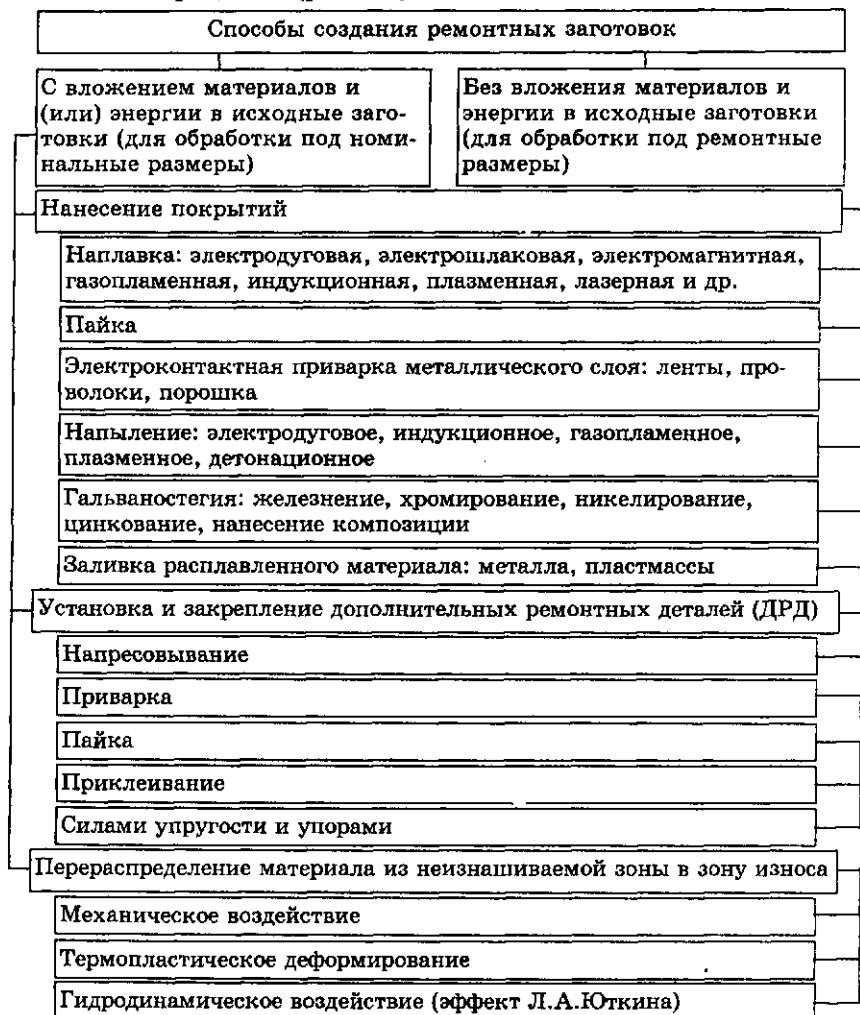 Способы создания ремонтных заготовок
С вложением материалов и
(или) энергии в исходные заго-
товки (для обработки под номи-
нальные размеры)
Без вложения материалов и
энергии в исходные заготовки
(для обработки под ремонтные
размеры)
Нанесение покрытий
Наплавка: электродуговая, электрошлаковая, электромагнитная,
газопламенная, индукционная, плазменная, лазерная и др.
Пайка
Электроконтактная приварка металлического слоя: ленты, про-
волоки, порошка
Напыление: электродуговое, индукционное, газопламенное,
плазменное, детонационное
Гальваностегия: железнение, хромирование, никелирование,
цинкование, нанесение композиции
Заливка расплавленного материала: металла, пластмассы
Установка и закрепление дополнительных ремонтных деталей (ДРД)
Напресовывание
Приварка
Пайка
Приклеивание
Силами упругости и упорами
Перераспределение материала из неизнашиваемой зоны в зону износа
Механическое воздействие
Термопластическое деформирование
Гидродинамическое воздействие (эффект Л.А.Юткина)